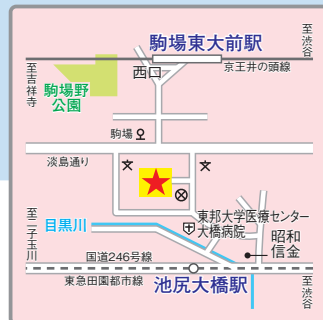 駒場東大前駅
至渋谷
京王井の頭線
西口
至吉祥寺
駒場野
公園
駒場
淡島通り
文
文
至二子玉川
目黒川
東邦大学医療センター
大橋病院
昭和
信金
国道246号線
東急田園都市線
池尻大橋駅
至渋谷